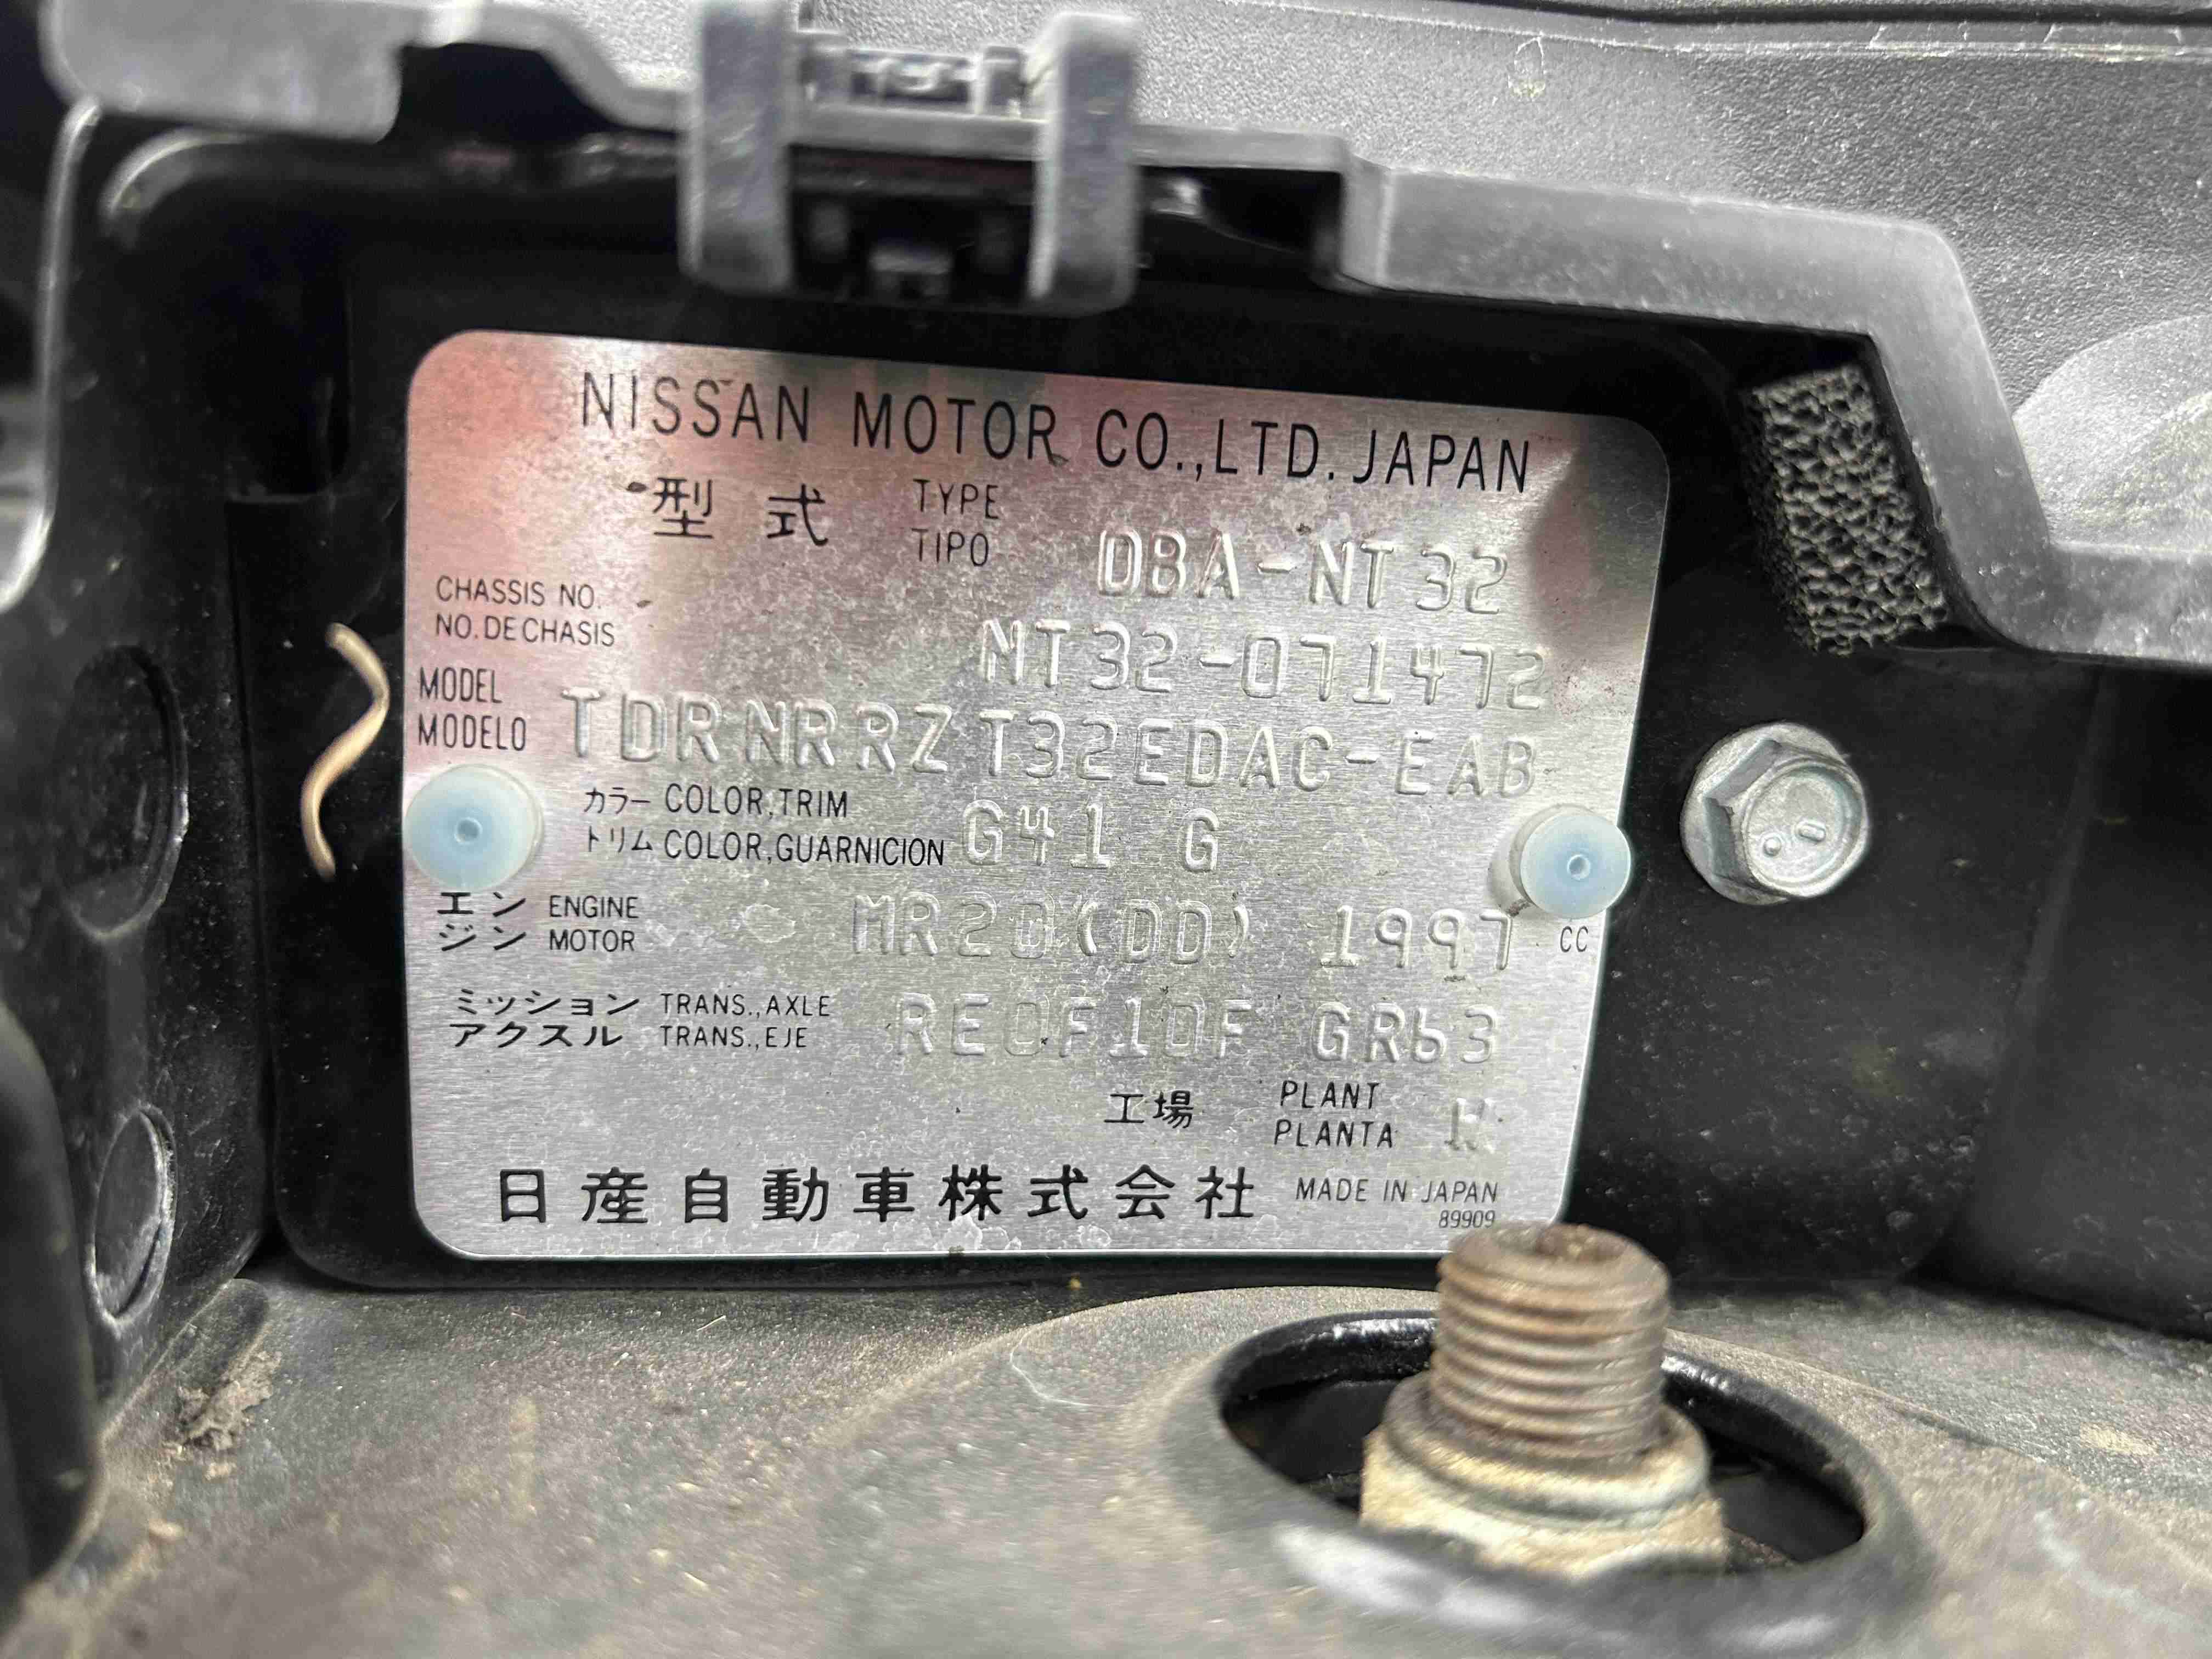 NISSAN MOTOR CO.,LTD. JAPAN
型式 TYPE
TIPO DBA-NT32
CHASSIS NO.
NO. DE CHASIS NT32-071472
MODEL
MODELO TDRNRRZ T32EDAC-EAB
カラー COLOR,TRIM
トリム COLOR,GUARNICION G41 G
エン ENGINE
ジン MOTOR MR20(DD) 1997 CC
ミッション TRANS.,AXLE
アクスル TRANS.,EJE RE0F10F GR63
工場 PLANT
PLANTA
日産自動車株式会社 MADE IN JAPAN
89909